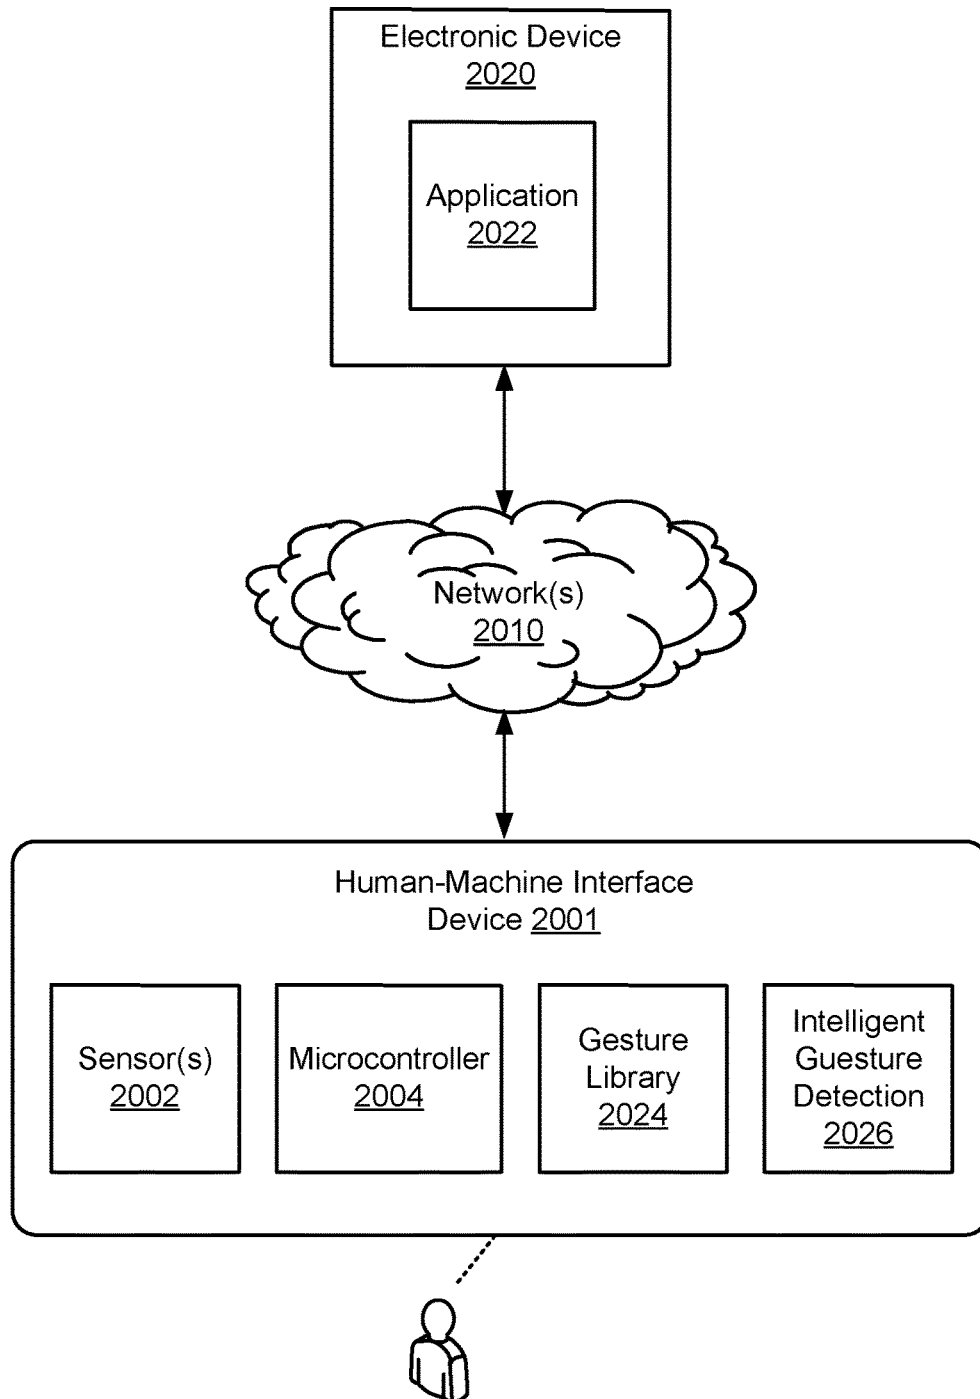 Electronic Device
2020
Application
2022
Network(s)
2010
Human-Machine Interface
Device 2001
Sensor(s)
2002
Microcontroller
2004
Gesture
Library
2024
Intelligent
Guesture
Detection
2026